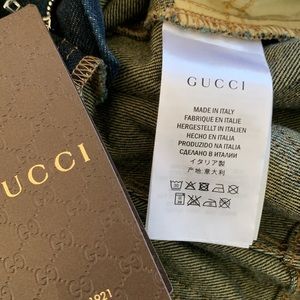 GUCCI
MADE IN ITALY
FABRIQUE EN ITALIE
HERGESTELLT IN ITALIEN
HECHO EN ITALIA
PRODUZIDO NA ITÁLIA
СДЕЛАНО В ИТАЛИИ
イタリア製
产地:意大利
UCCI
1921